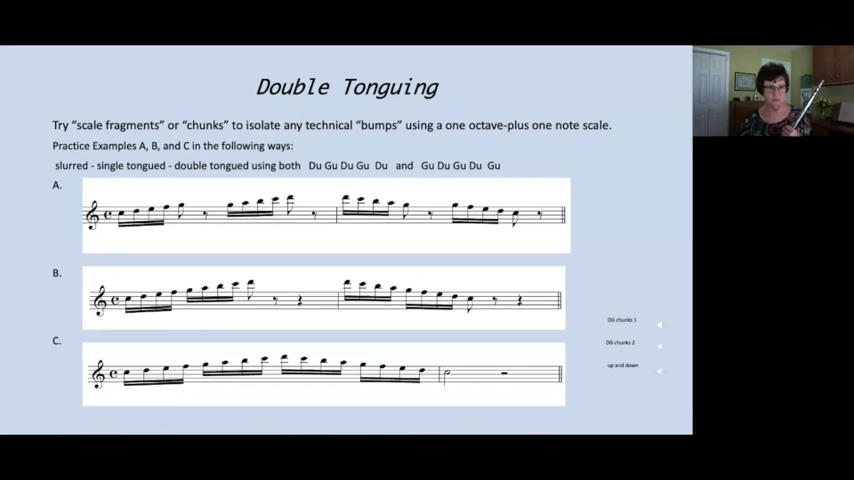 Double Tonguing
Try “scale fragments” or “chunks” to isolate any technical “bumps” using a one octave-plus one note scale.
Practice Examples A, B, and C in the following ways:
slurred - single tongued - double tongued using both Du Gu Du Gu Du and Gu Du Gu Du Gu
A.
B.
DG chunks 1
C.
DG chunks 2
up and down